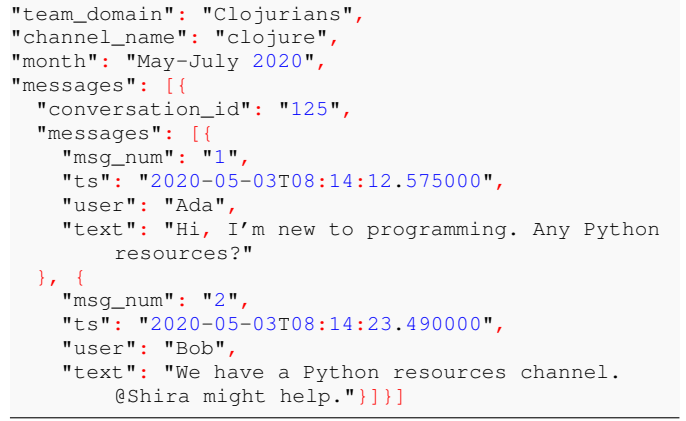 "team_domain": "Clojurians",
"channel_name": "clojure",
"month": "May-July 2020",
"messages": [{
  "conversation_id": "125",
  "messages": [{
    "msg_num": "1",
    "ts": "2020-05-03T08:14:12.575000",
    "user": "Ada",
    "text": "Hi, I’m new to programming. Any Python
        resources?"
  }, {
    "msg_num": "2",
    "ts": "2020-05-03T08:14:23.490000",
    "user": "Bob",
    "text": "We have a Python resources channel.
        @Shira might help."}]}]